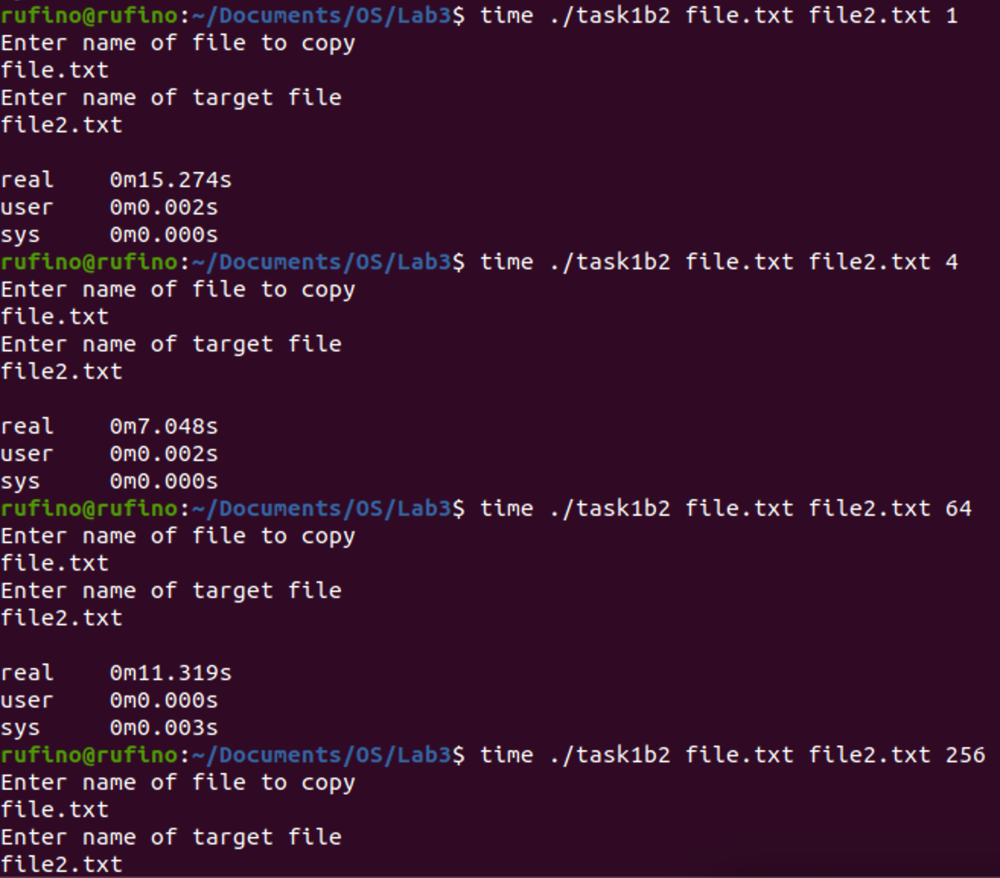 rufino@rufino:~/Documents/OS/Lab3$ time ./task1b2 file.txt file2.txt 1
Enter name of file to copy
file.txt
Enter name of target file
file2.txt

real    0m15.274s
user    0m0.002s
sys     0m0.000s
rufino@rufino:~/Documents/OS/Lab3$ time ./task1b2 file.txt file2.txt 4
Enter name of file to copy
file.txt
Enter name of target file
file2.txt

real    0m7.048s
user    0m0.002s
sys     0m0.000s
rufino@rufino:~/Documents/OS/Lab3$ time ./task1b2 file.txt file2.txt 64
Enter name of file to copy
file.txt
Enter name of target file
file2.txt

real    0m11.319s
user    0m0.000s
sys     0m0.003s
rufino@rufino:~/Documents/OS/Lab3$ time ./task1b2 file.txt file2.txt 256
Enter name of file to copy
file.txt
Enter name of target file
file2.txt